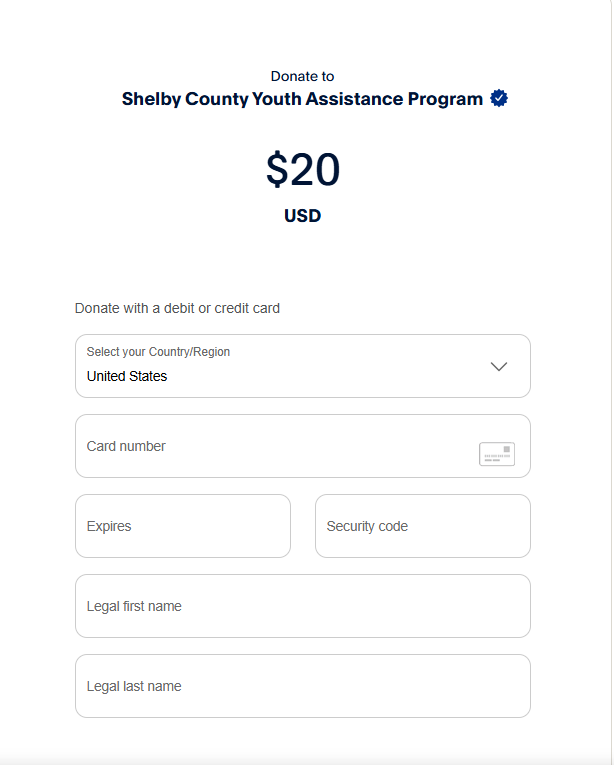 Donate to
Shelby County Youth Assistance Program
$20
USD
Donate with a debit or credit card
Select your Country/Region
United States
Card number
Expires
Security code
Legal first name
Legal last name